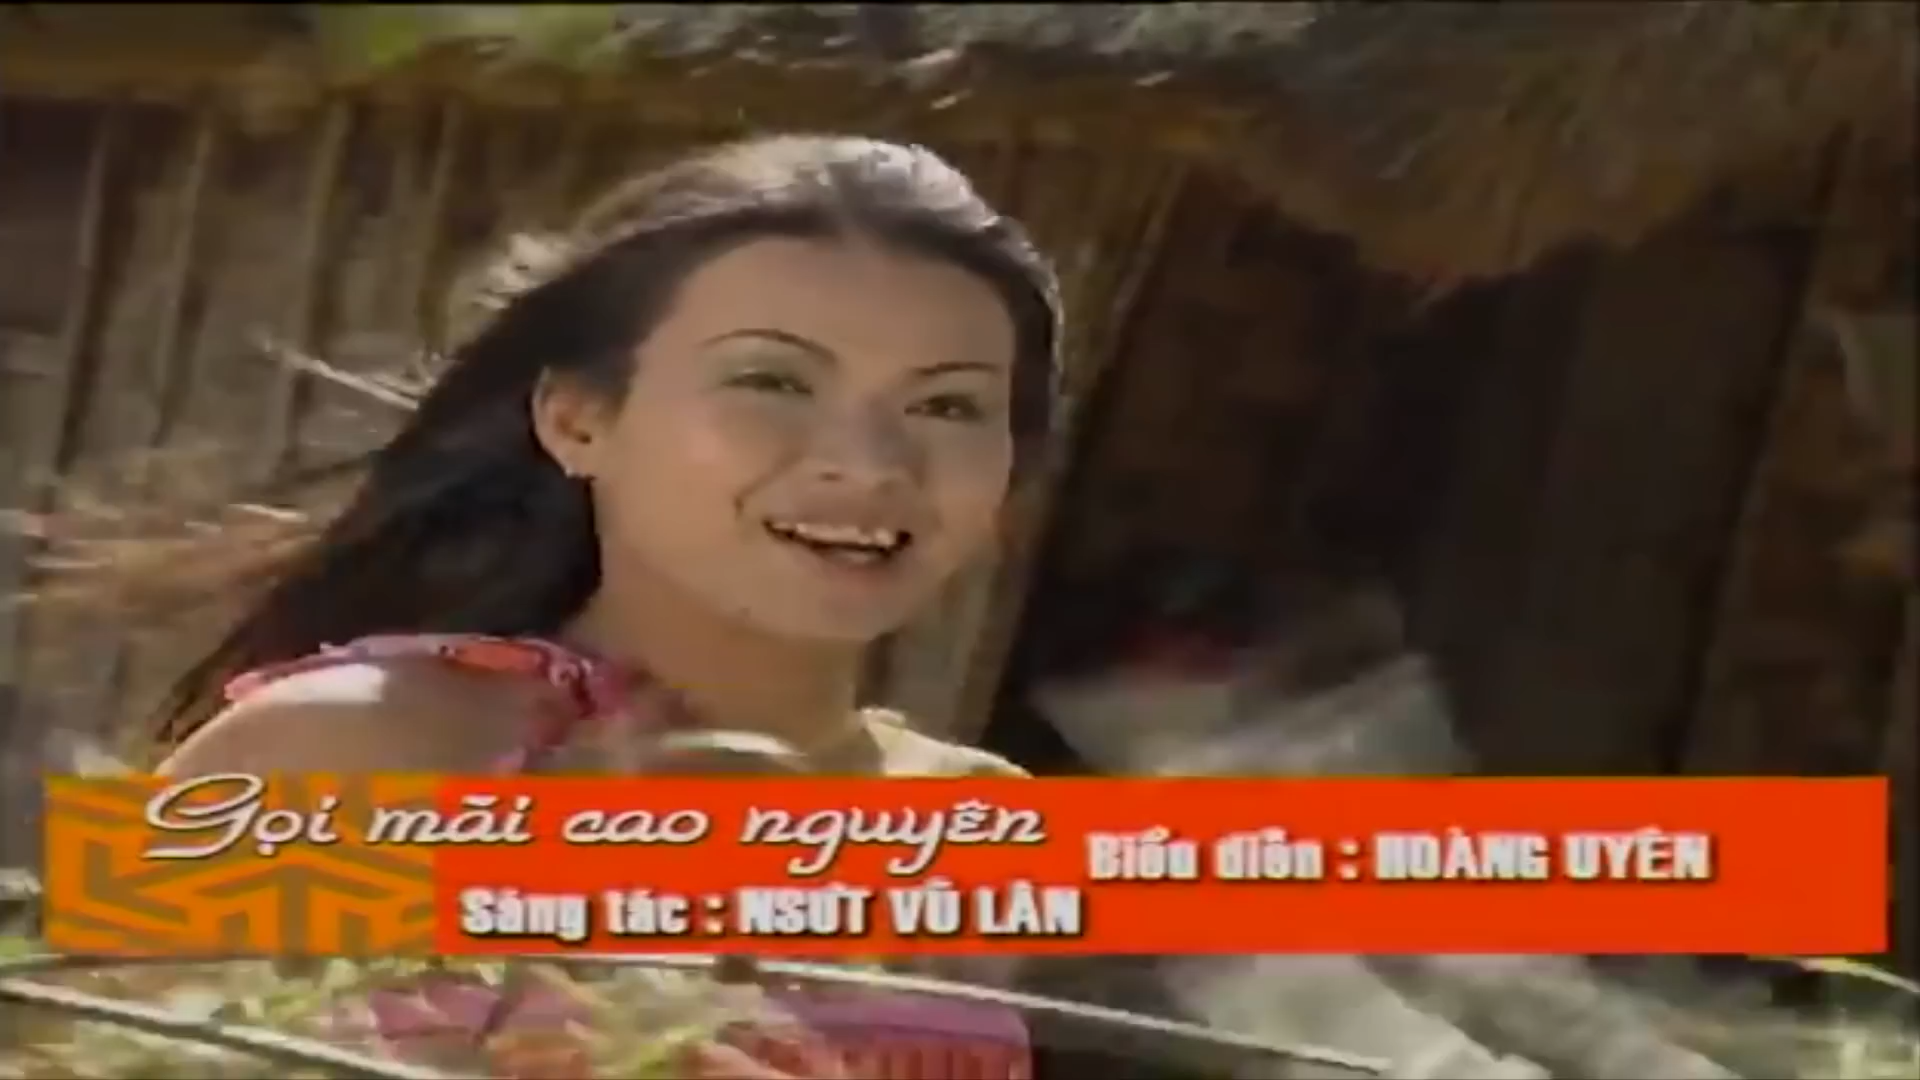 Gọi mãi cao nguyên
Biểu diễn : HOÀNG UYÊN
Sáng tác : NSƯT VŨ LÂN